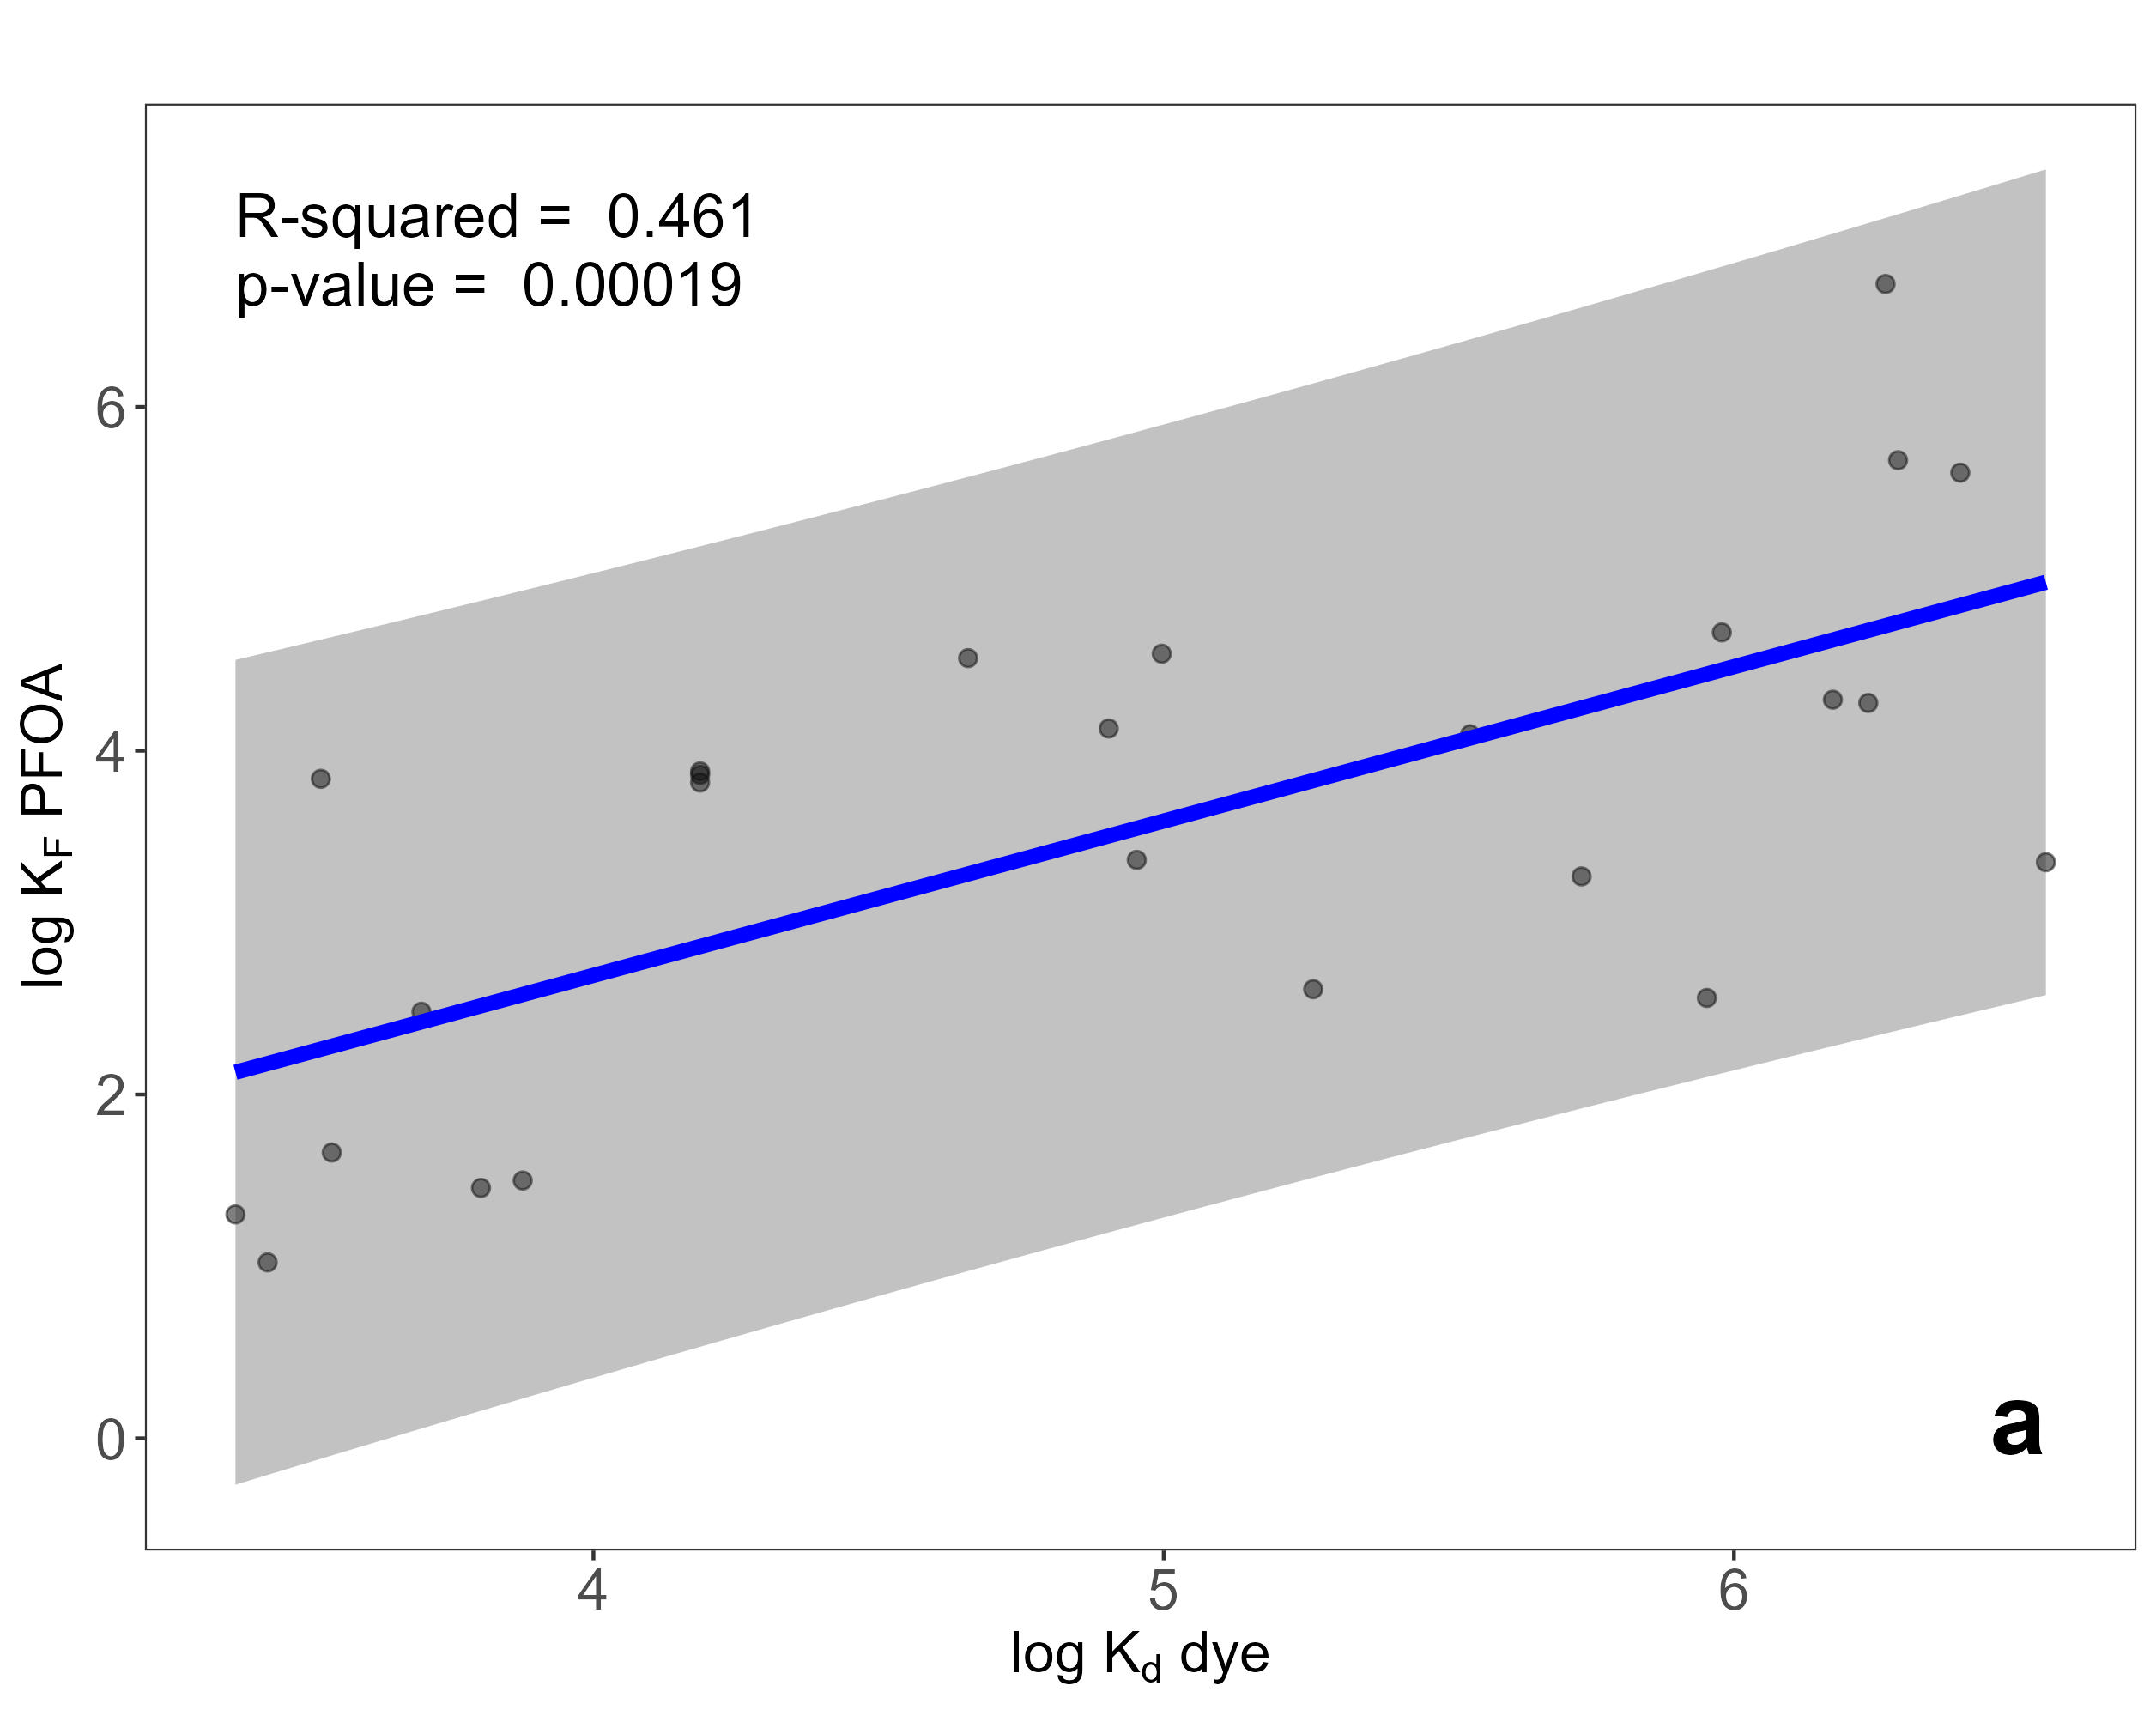 R-squared = 0.461
p-value = 0.00019
6
4
2
0
log KF PFOA
4
5
6
log Kd dye
a